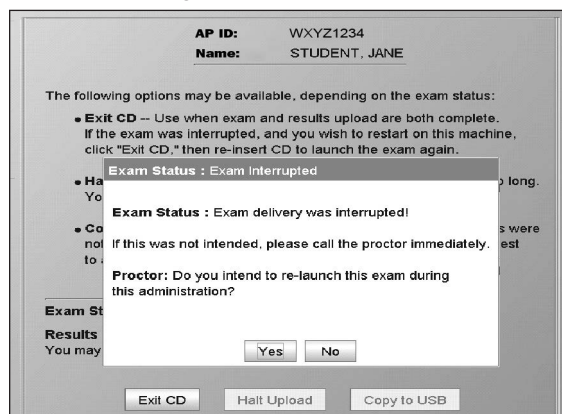 AP ID: WXYZ1234
Name: STUDENT, JANE
The following options may be available, depending on the exam status:
• Exit CD -- Use when exam and results upload are both complete.
If the exam was interrupted, and you wish to restart on this machine,
click "Exit CD," then re-insert CD to launch the exam again.
Exam Status : Exam Interrupted
• Ha long.
Yo
Exam Status : Exam delivery was interrupted!
• Co s were
not If this was not intended, please call the proctor immediately. est
to
Proctor: Do you intend to re-launch this exam during
this administration?
Exam St
Results
You may
Yes No
Exit CD Halt Upload Copy to USB